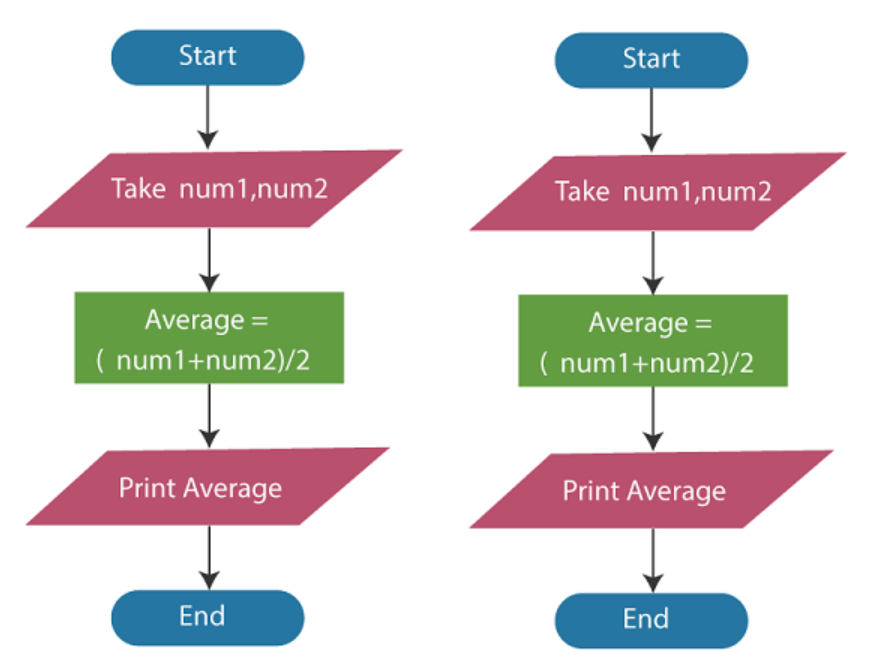 Start
Take num1,num2
Average =
( num1+num2)/2
Print Average
End
Start
Take num1,num2
Average =
( num1+num2)/2
Print Average
End